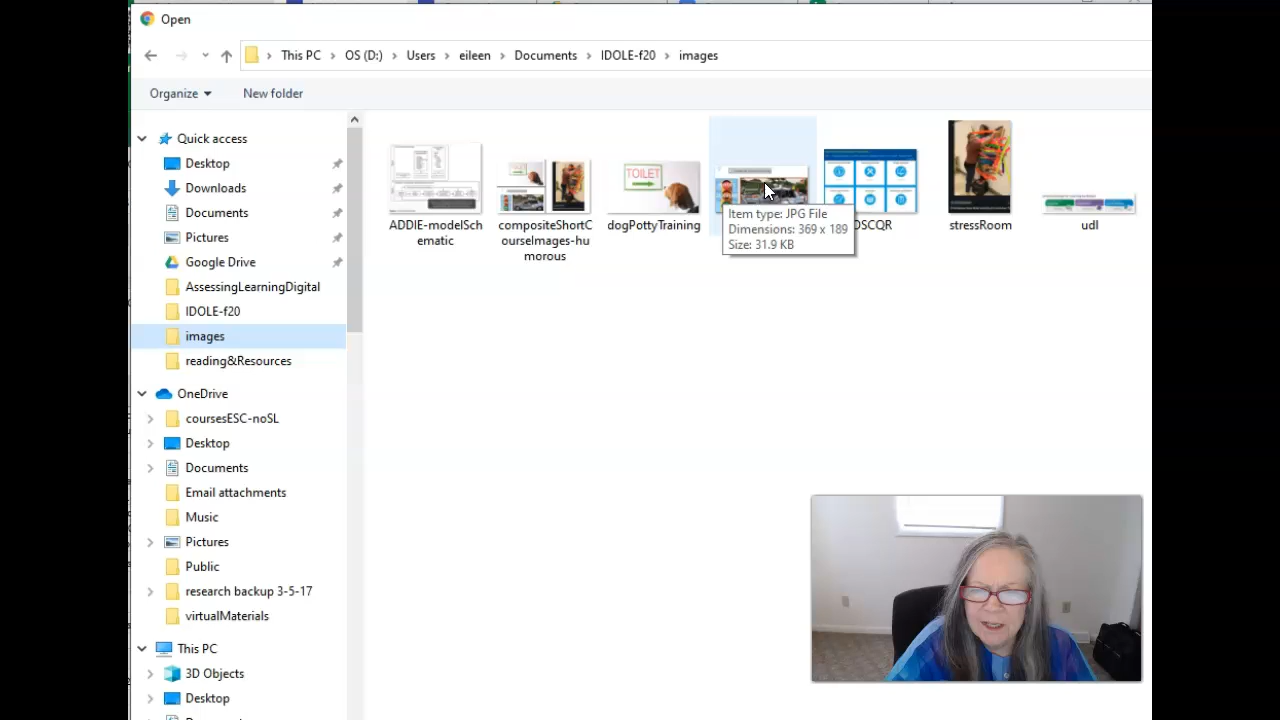 Open
This PC
OS (D:)
Users
eileen
Documents
IDOLE-f20
images
Organize
New folder
Quick access
Desktop
Downloads
Documents
Pictures
Google Drive
AssessingLearningDigital
IDOLE-f20
images
reading&Resources
OneDrive
coursesESC-noSL
Desktop
Documents
Email attachments
Music
Pictures
Public
research backup 3-5-17
virtualMaterials
This PC
3D Objects
Desktop
TOILET
ADDIE-modelSch
ematic
compositeShortC
ourseImages-hu
morous
dogPottyTraining
Item type: JPG File
Dimensions: 369 x 189
Size: 31.9 KB
OSCQR
stressRoom
udl